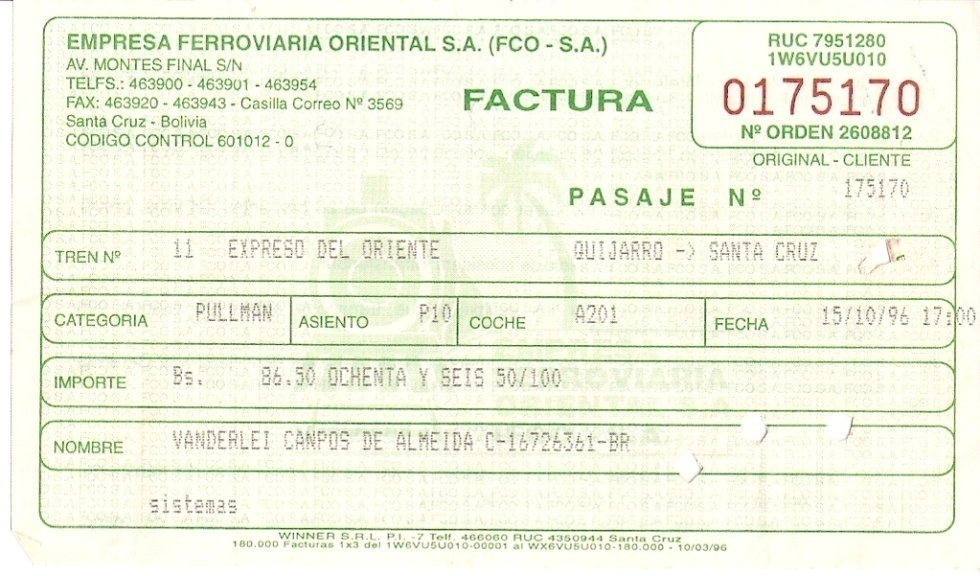 EMPRESA FERROVIARIA ORIENTAL S.A. (FCO - S.A.)
AV. MONTES FINAL S/N
TELFS.: 463900 - 463901 - 463954
FAX: 463920 - 463943 - Casilla Correo Nº 3569
Santa Cruz - Bolivia
CODIGO CONTROL 601012 - 0
FACTURA
RUC 7951280
1W6VU5U010
0175170
Nº ORDEN 2608812
ORIGINAL - CLIENTE
PASAJE Nº 175170
TREN Nº 11 EXPRESO DEL ORIENTE QUIJARRO -> SANTA CRUZ
CATEGORIA PULLMAN ASIENTO P10 COCHE A201 FECHA 15/10/96 17:00
IMPORTE Bs. 86.50 OCHENTA Y SEIS 50/100
NOMBRE VANDERLEI CANPOS DE ALMEIDA C-16726361-BR
sistemas
WINNER S.R.L. P.I. -7 Telf. 466060 RUC 4350944 Santa Cruz
180.000 Facturas 1x3 del 1W6VU5U010-00001 al WX6VU5U010-180.000 - 10/03/96